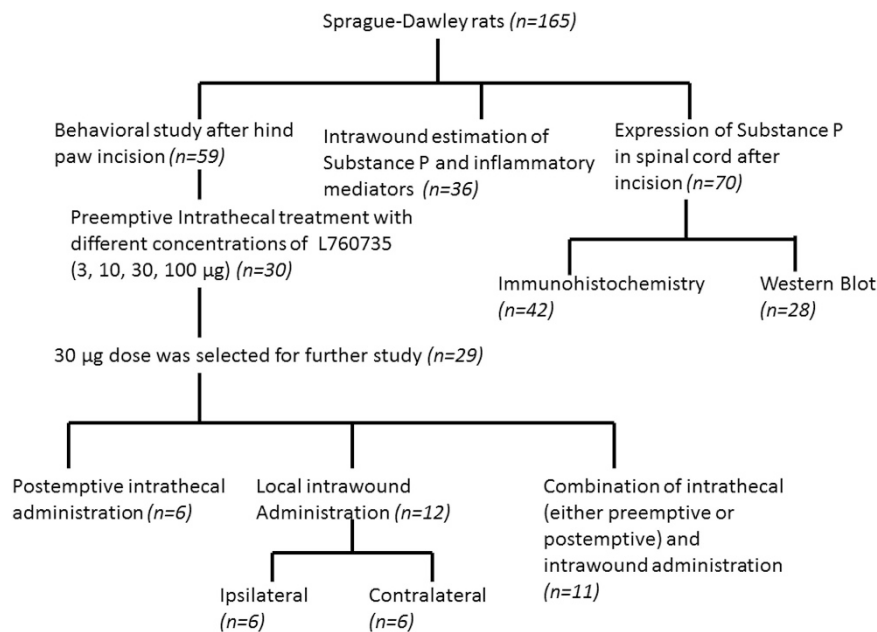 Sprague-Dawley rats (n=165)
Behavioral study after hind
paw incision (n=59)
Intrawound estimation of
Substance P and inflammatory
mediators (n=36)
Expression of Substance P
in spinal cord after
incision (n=70)
Preemptive Intrathecal treatment with
different concentrations of L760735
(3, 10, 30, 100 µg) (n=30)
Immunohistochemistry
(n=42)
Western Blot
(n=28)
30 µg dose was selected for further study (n=29)
Postemptive intrathecal
administration (n=6)
Local intrawound
Administration (n=12)
Combination of intrathecal
(either preemptive or
postemptive) and
intrawound administration
(n=11)
Ipsilateral
(n=6)
Contralateral
(n=6)